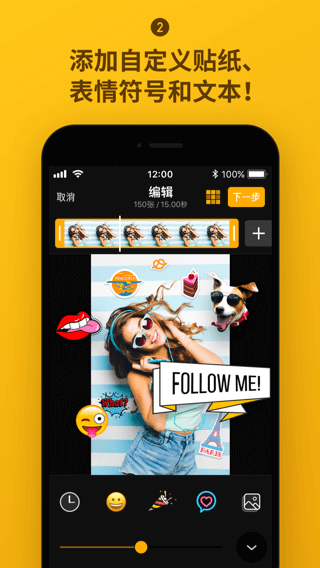 2
添加自定义贴纸、
表情符号和文本！
12:00
100%
取消
编辑
150张 / 15.00秒
下一步
What?
FOLLOW ME!
PARIS